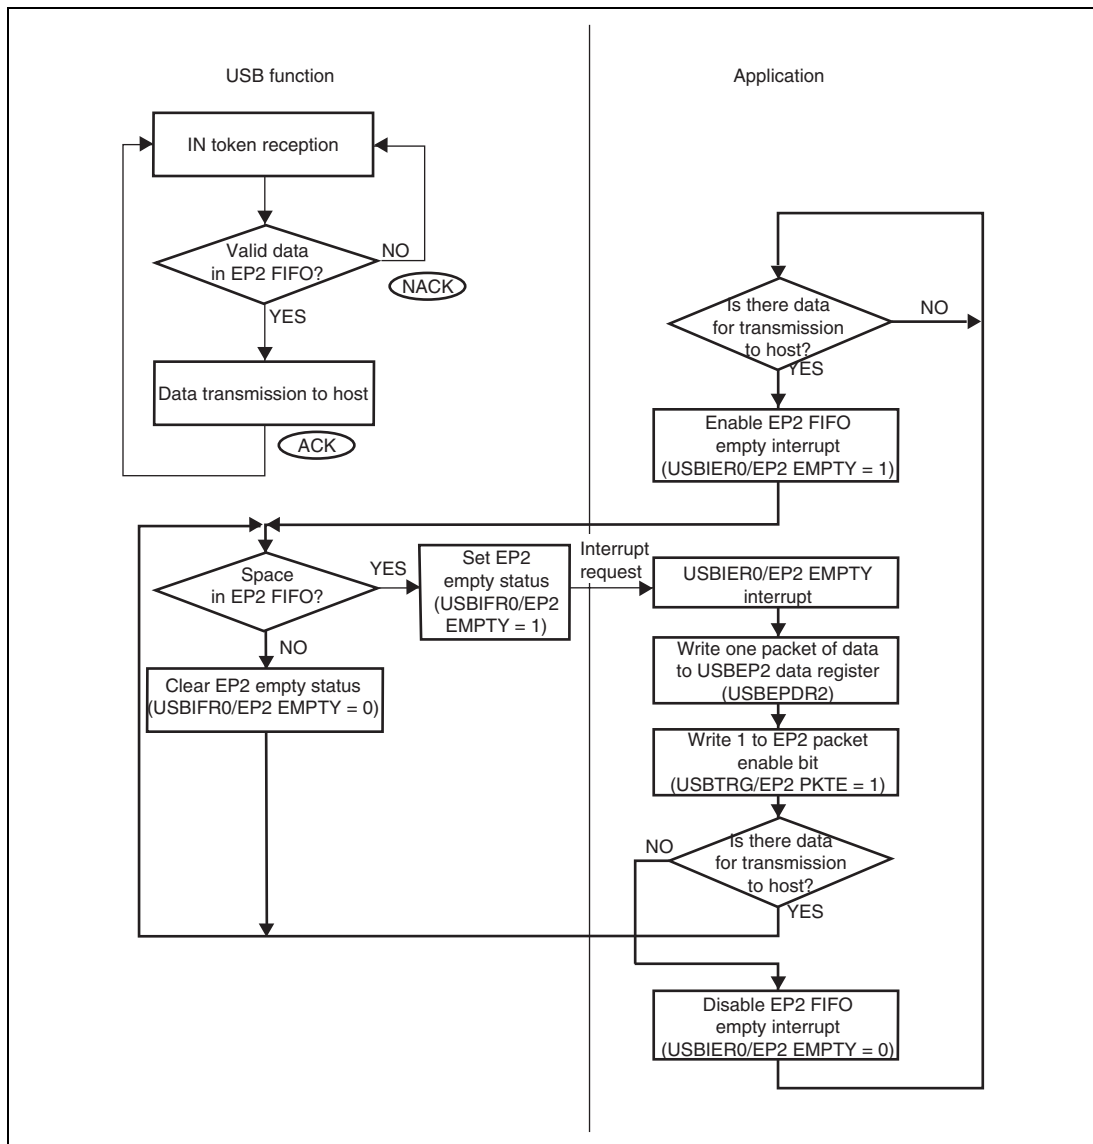 USB function
Application
IN token reception
Valid data
in EP2 FIFO?
NO
NACK
YES
Data transmission to host
ACK
Is there data
for transmission
to host?
NO
YES
Enable EP2 FIFO
empty interrupt
(USBIER0/EP2 EMPTY = 1)
Space
in EP2 FIFO?
YES
NO
Set EP2
empty status
(USBIFR0/EP2
EMPTY = 1)
Interrupt
request
USBIER0/EP2 EMPTY
interrupt
Clear EP2 empty status
(USBIFR0/EP2 EMPTY = 0)
Write one packet of data
to USBEP2 data register
(USBEPDR2)
Write 1 to EP2 packet
enable bit
(USBTRG/EP2 PKTE = 1)
NO
Is there data
for transmission
to host?
YES
Disable EP2 FIFO
empty interrupt
(USBIER0/EP2 EMPTY = 0)